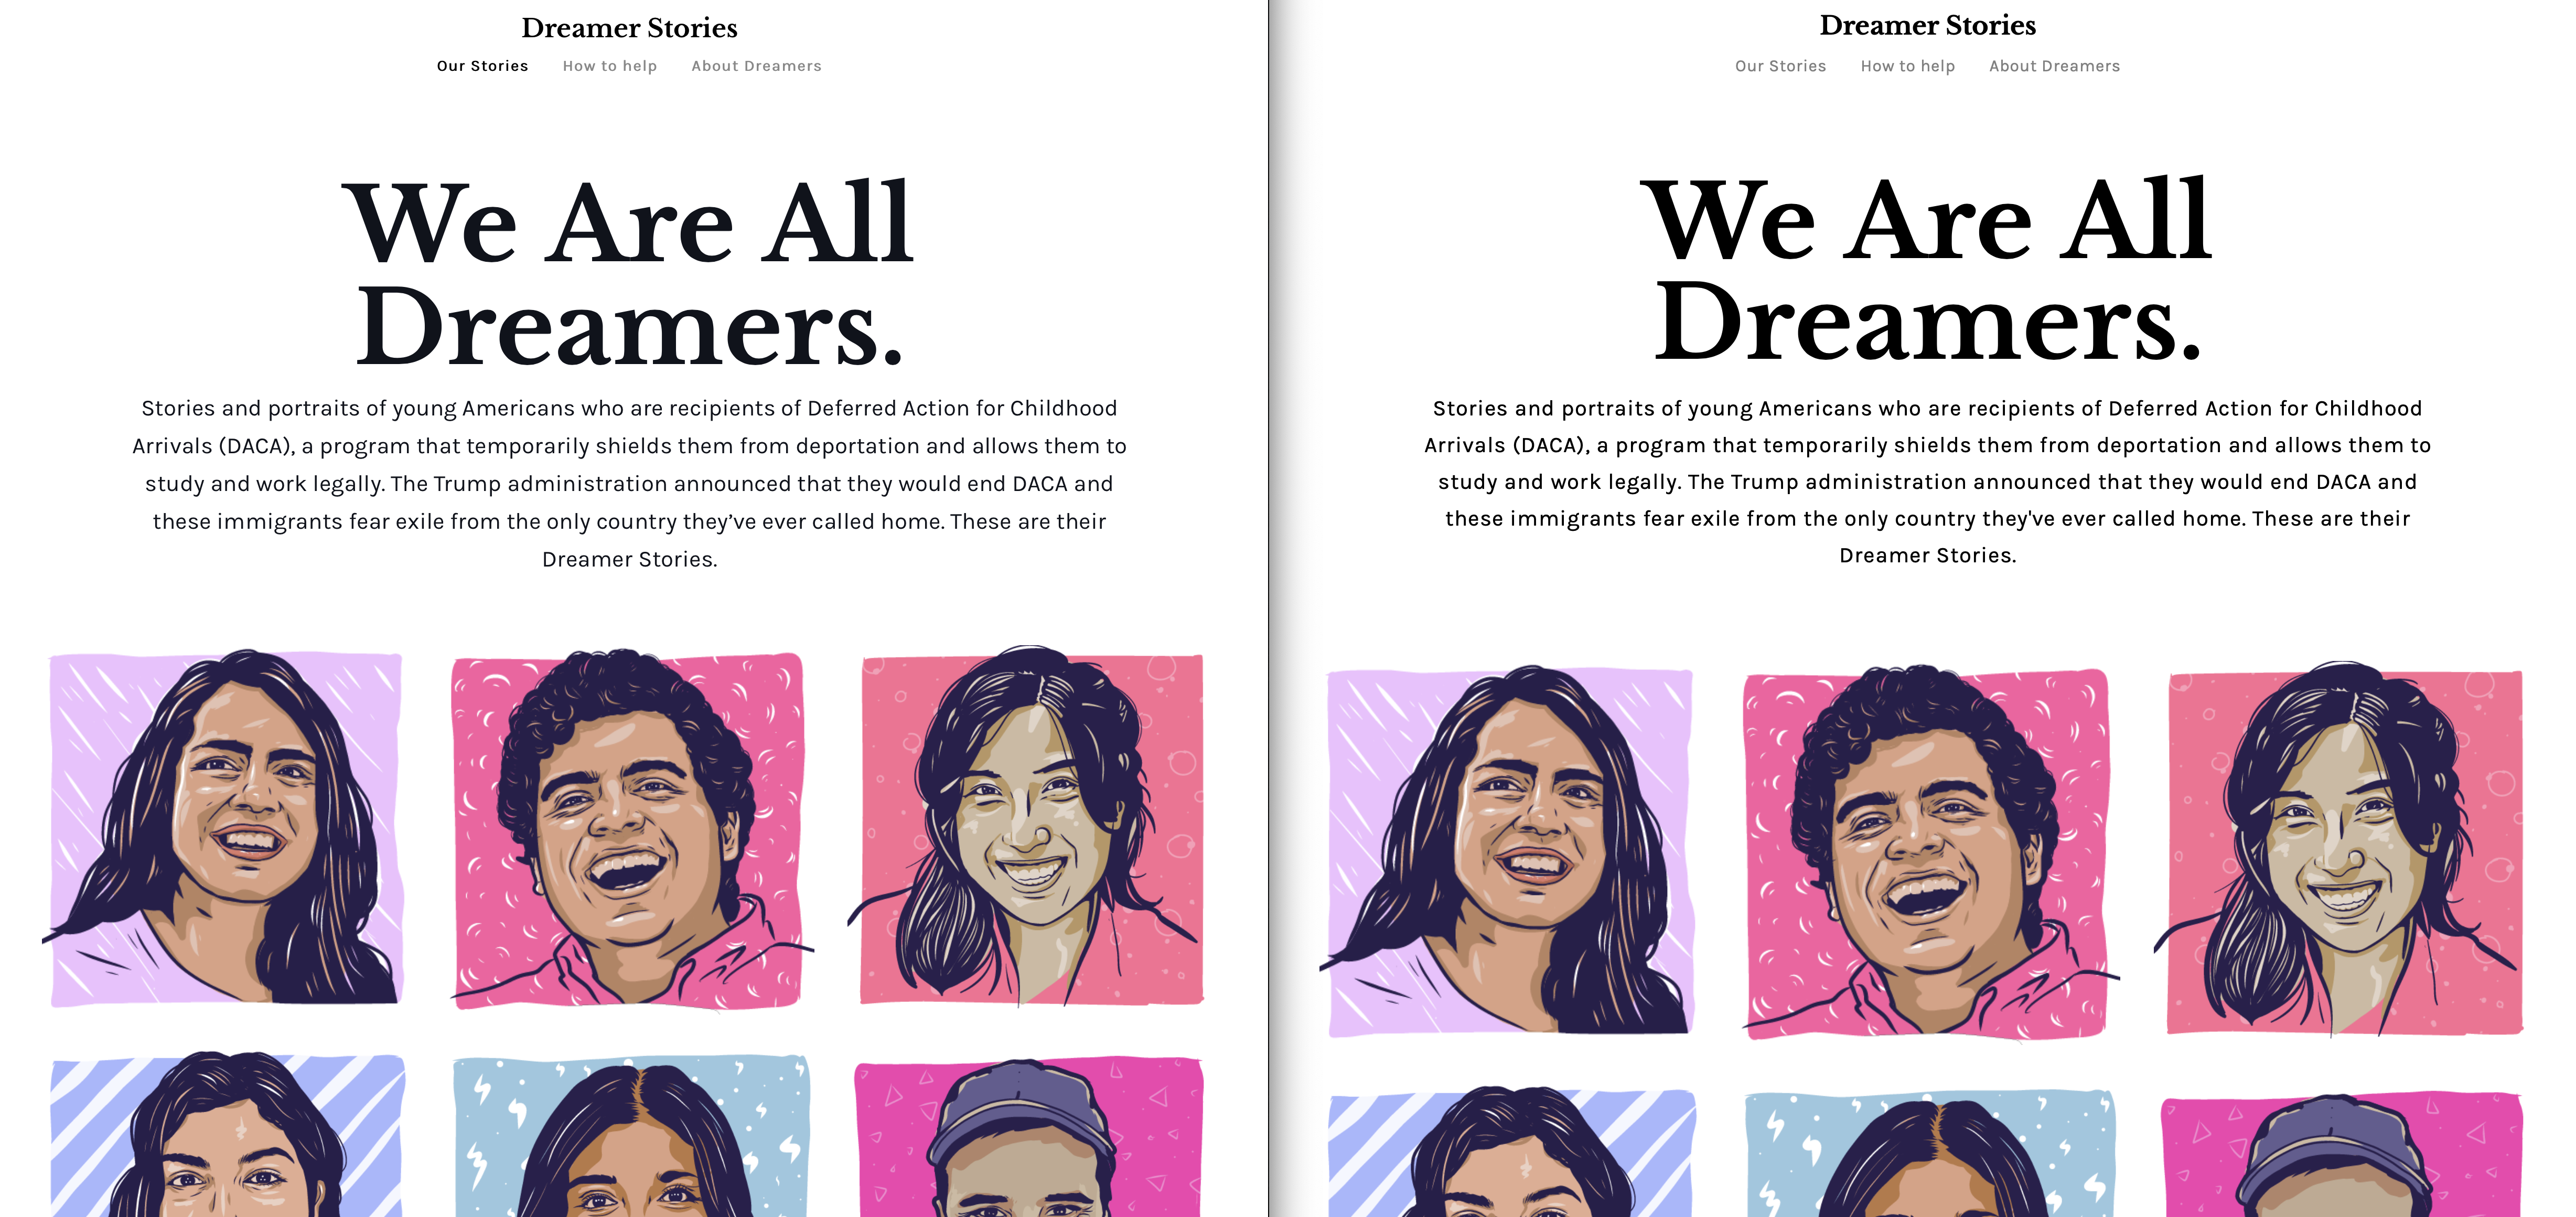 Dreamer Stories
Our Stories How to help About Dreamers
We Are All
Dreamers.
Stories and portraits of young Americans who are recipients of Deferred Action for Childhood
Arrivals (DACA), a program that temporarily shields them from deportation and allows them to
study and work legally. The Trump administration announced that they would end DACA and
these immigrants fear exile from the only country they’ve ever called home. These are their
Dreamer Stories.
Dreamer Stories
Our Stories How to help About Dreamers
We Are All
Dreamers.
Stories and portraits of young Americans who are recipients of Deferred Action for Childhood
Arrivals (DACA), a program that temporarily shields them from deportation and allows them to
study and work legally. The Trump administration announced that they would end DACA and
these immigrants fear exile from the only country they've ever called home. These are their
Dreamer Stories.